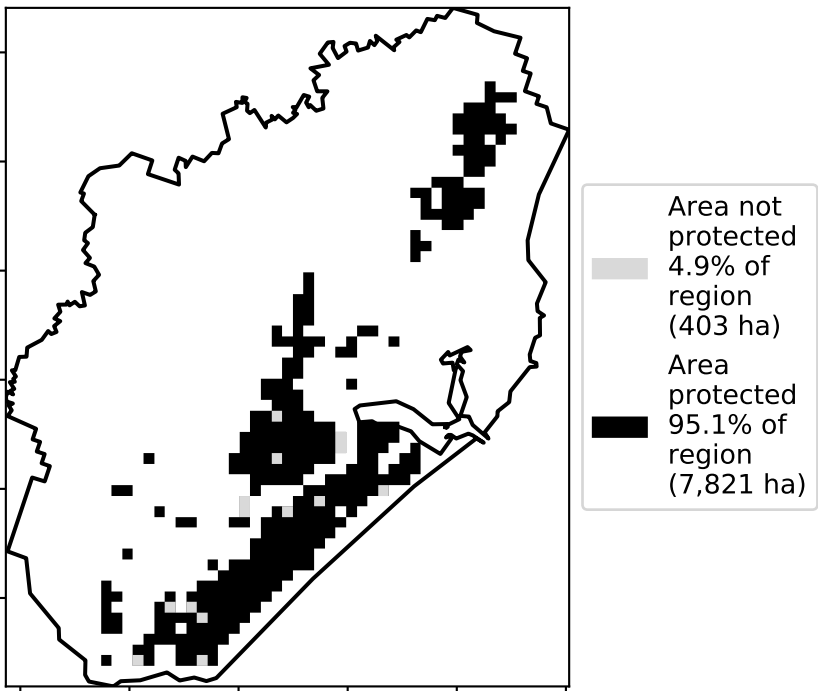 Area not
protected
4.9% of
region
(403 ha)
Area
protected
95.1% of
region
(7,821 ha)